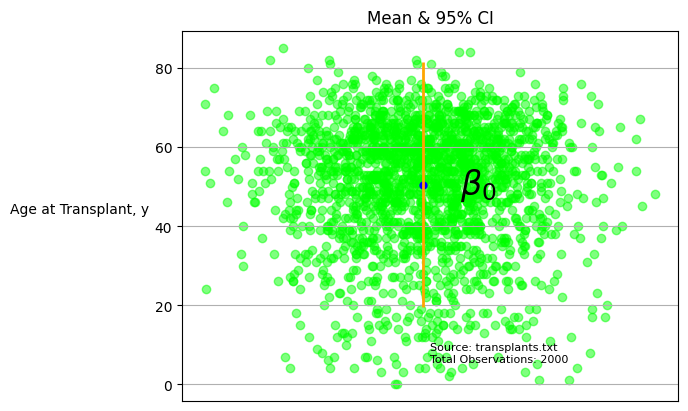 Mean & 95% CI
80
60
40
20
0
Age at Transplant, y
β₀
Source: transplants.txt
Total Observations: 2000